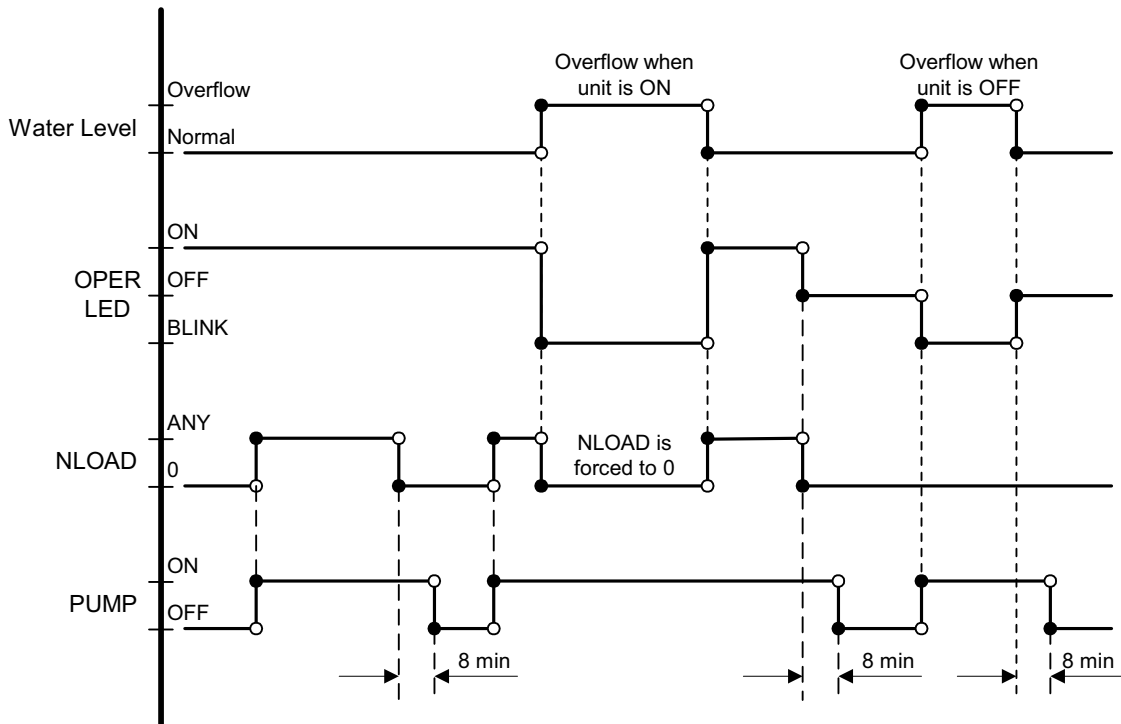 Overflow when
unit is ON
Overflow when
unit is OFF
Water Level
Overflow
Normal
OPER
LED
ON
OFF
BLINK
NLOAD
ANY
0
NLOAD is
forced to 0
PUMP
ON
OFF
8 min
8 min
8 min